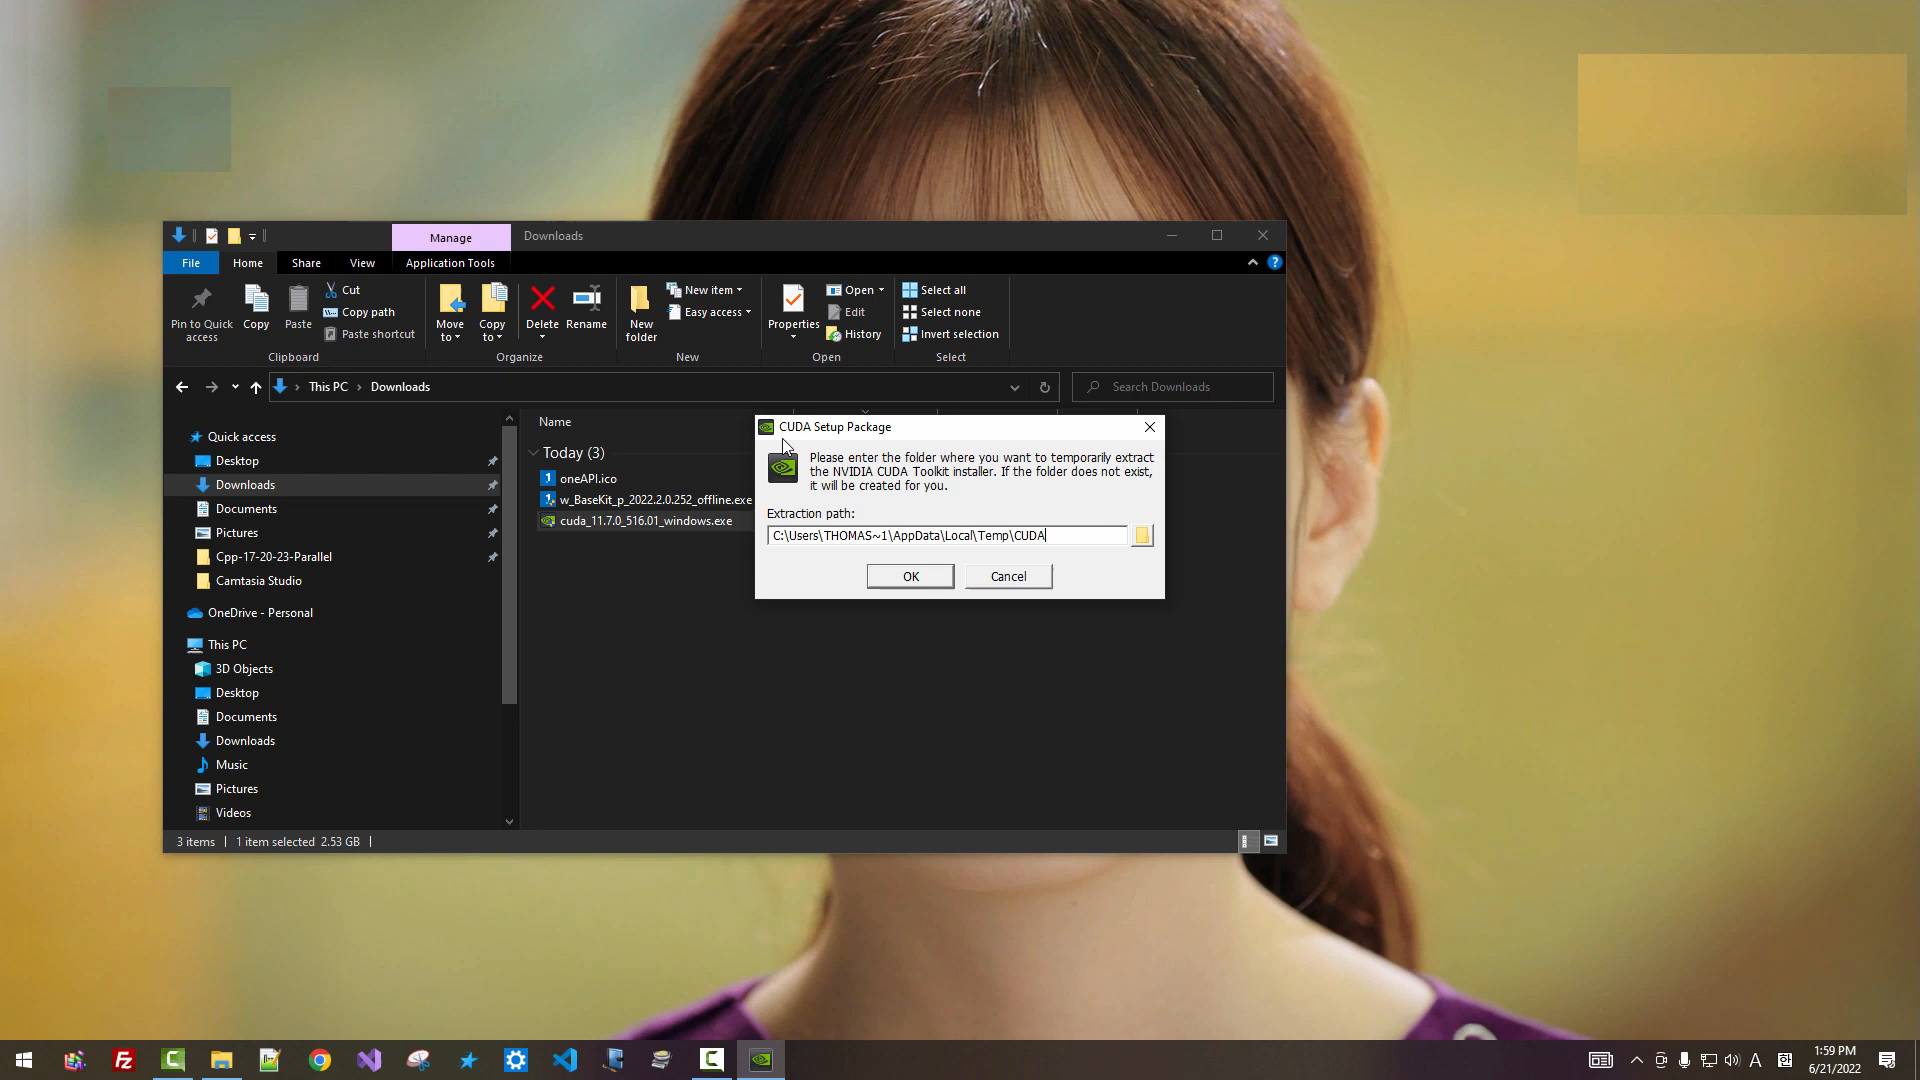 Manage
Downloads
File
Home
Share
View
Application Tools
Pin to Quick access
Copy
Paste
Cut
Copy path
Paste shortcut
Clipboard
Move to
Copy to
Delete
Rename
Organize
New folder
New item
Easy access
New
Properties
Open
Edit
History
Open
Select all
Select none
Invert selection
Select
This PC
Downloads
Search Downloads
Quick access
Desktop
Downloads
Documents
Pictures
Cpp-17-20-23-Parallel
Camtasia Studio
OneDrive - Personal
This PC
3D Objects
Desktop
Documents
Downloads
Music
Pictures
Videos
Name
Today (3)
oneAPI.ico
w_BaseKit_p_2022.2.0.252_offline.exe
cuda_11.7.0_516.01_windows.exe
CUDA Setup Package
Please enter the folder where you want to temporarily extract
the NVIDIA CUDA Toolkit installer. If the folder does not exist,
it will be created for you.
Extraction path:
C:\Users\THOMAS~1\AppData\Local\Temp\CUDA
OK
Cancel
3 items
1 item selected 2.53 GB
A
1:59 PM
6/21/2022